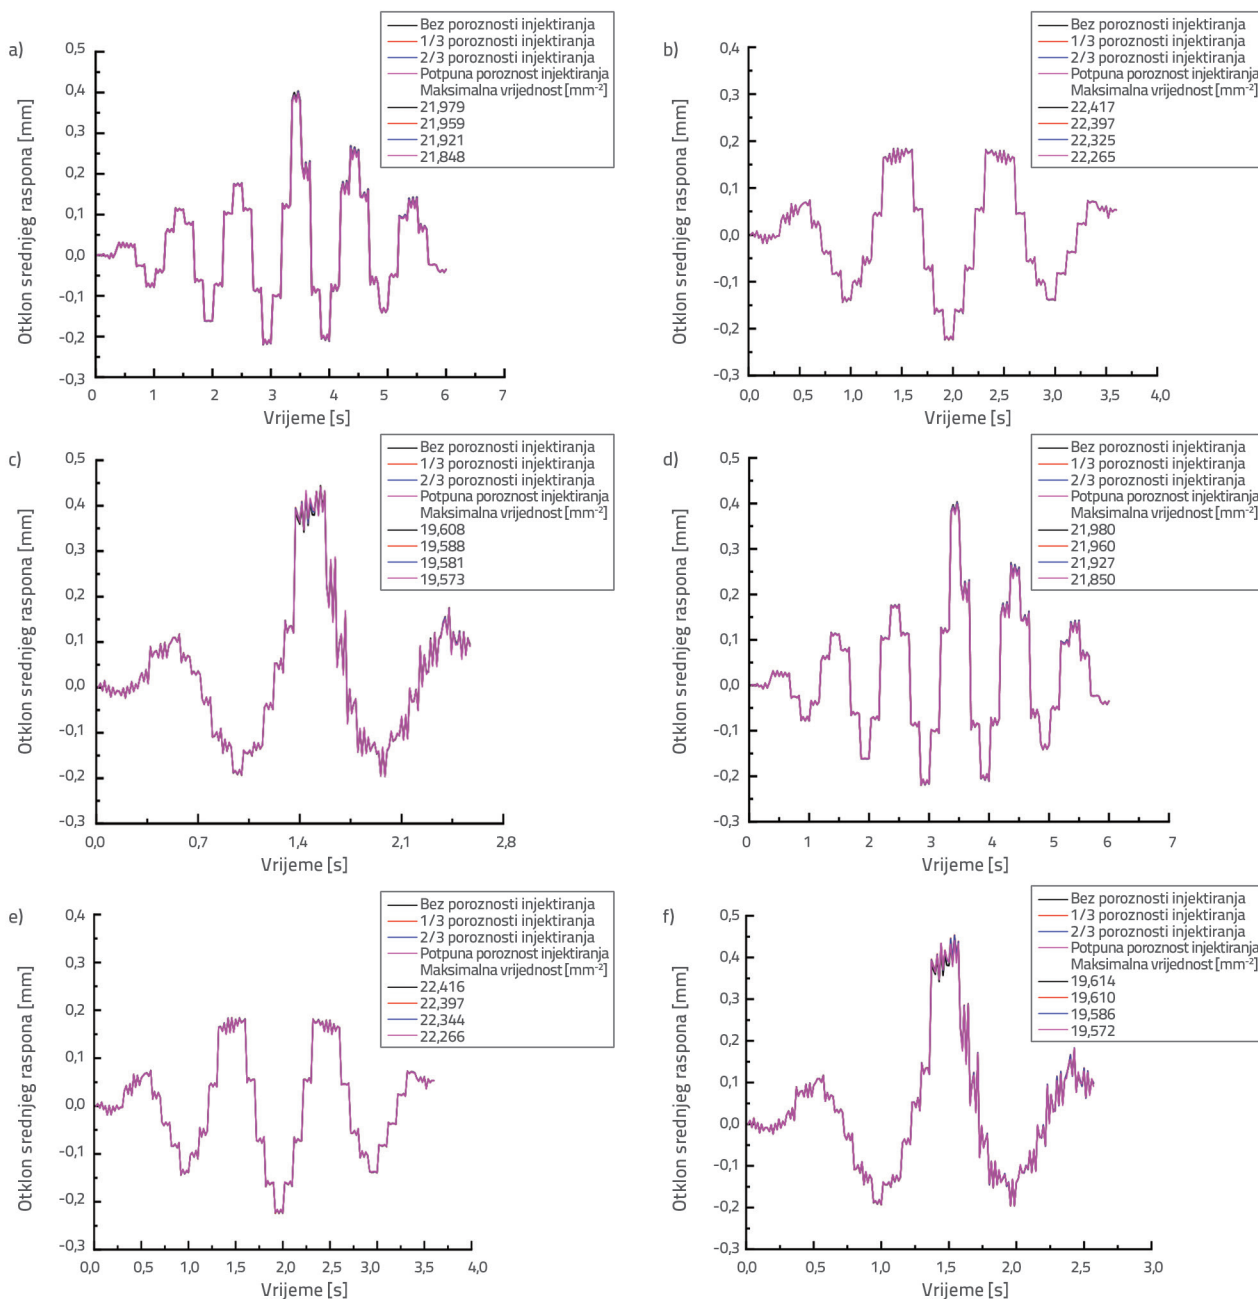 a)
Bez poroznosti injektiranja
1/3 poroznosti injektiranja
2/3 poroznosti injektiranja
Potpuna poroznost injektiranja
Maksimalna vrijednost [mm⁻²]
21,979
21,959
21,921
21,848
Otklon srednjeg raspona [mm]
0,5
0,4
0,3
0,2
0,1
0,0
-0,1
-0,2
-0,3
0 1 2 3 4 5 6 7
Vrijeme [s]
b)
Bez poroznosti injektiranja
1/3 poroznosti injektiranja
2/3 poroznosti injektiranja
Potpuna poroznost injektiranja
Maksimalna vrijednost [mm⁻²]
22,417
22,397
22,325
22,265
Otklon srednjeg raspona [mm]
0,4
0,3
0,2
0,1
0,0
-0,1
-0,2
-0,3
0,0 0,5 1,0 1,5 2,0 2,5 3,0 3,5 4,0
Vrijeme [s]
c)
Bez poroznosti injektiranja
1/3 poroznosti injektiranja
2/3 poroznosti injektiranja
Potpuna poroznost injektiranja
Maksimalna vrijednost [mm⁻²]
19,608
19,588
19,581
19,573
Otklon srednjeg raspona [mm]
0,5
0,4
0,3
0,2
0,1
0,0
-0,1
-0,2
-0,3
0,0 0,7 1,4 2,1 2,8
Vrijeme [s]
d)
Bez poroznosti injektiranja
1/3 poroznosti injektiranja
2/3 poroznosti injektiranja
Potpuna poroznost injektiranja
Maksimalna vrijednost [mm⁻²]
21,980
21,960
21,927
21,850
Otklon srednjeg raspona [mm]
0,5
0,4
0,3
0,2
0,1
0,0
-0,1
-0,2
-0,3
0 1 2 3 4 5 6 7
Vrijeme [s]
e)
Bez poroznosti injektiranja
1/3 poroznosti injektiranja
2/3 poroznosti injektiranja
Potpuna poroznost injektiranja
Maksimalna vrijednost [mm⁻²]
22,416
22,397
22,344
22,266
Otklon srednjeg raspona [mm]
0,4
0,3
0,2
0,1
0,0
-0,1
-0,2
-0,3
0,0 0,5 1,0 1,5 2,0 2,5 3,0 3,5 4,0
Vrijeme [s]
f)
Bez poroznosti injektiranja
1/3 poroznosti injektiranja
2/3 poroznosti injektiranja
Potpuna poroznost injektiranja
Maksimalna vrijednost [mm⁻²]
19,614
19,610
19,586
19,572
Otklon srednjeg raspona [mm]
0,5
0,4
0,3
0,2
0,1
0,0
-0,1
-0,2
-0,3
0,0 0,5 1,0 1,5 2,0 2,5 3,0
Vrijeme [s]